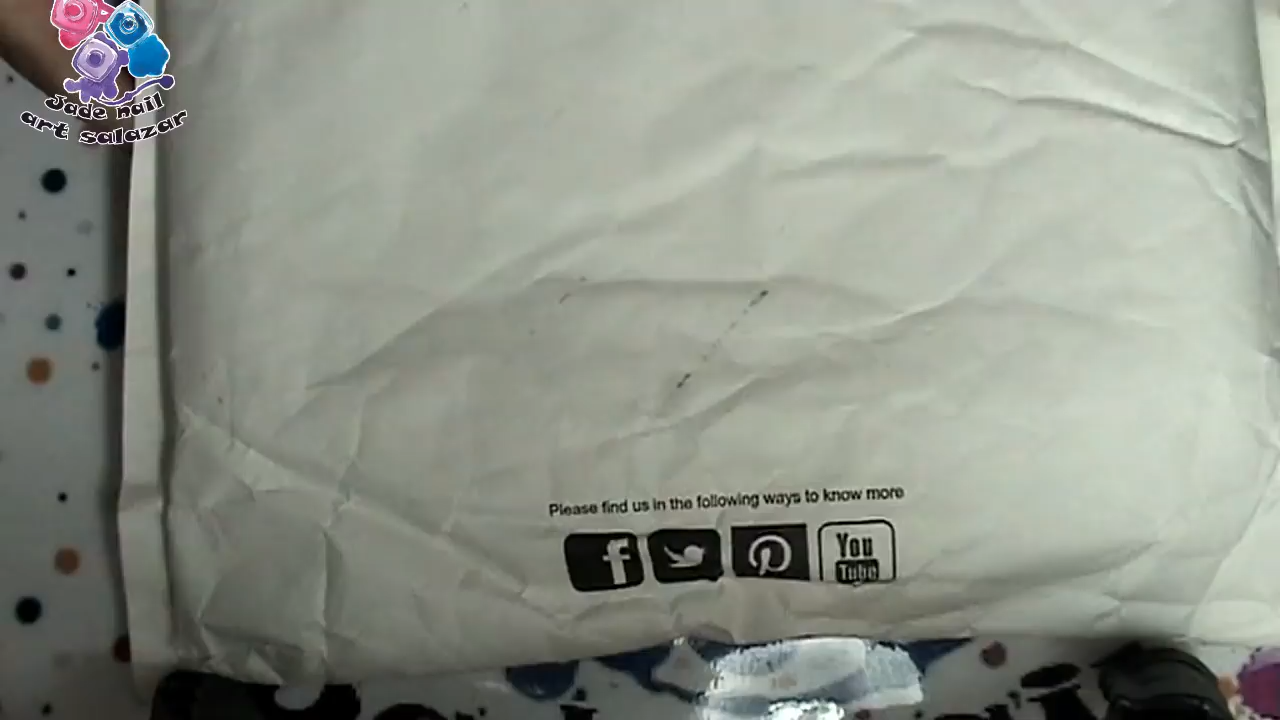 Jade nail
art salazar
Please find us in the following ways to know more
You
Tube